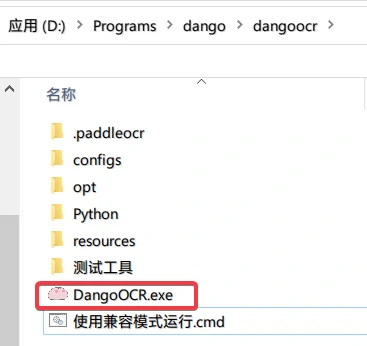 应用 (D:) > Programs > dango > dangoocr >
名称
.paddleocr
configs
opt
Python
resources
测试工具
DangoOCR.exe
使用兼容模式运行.cmd